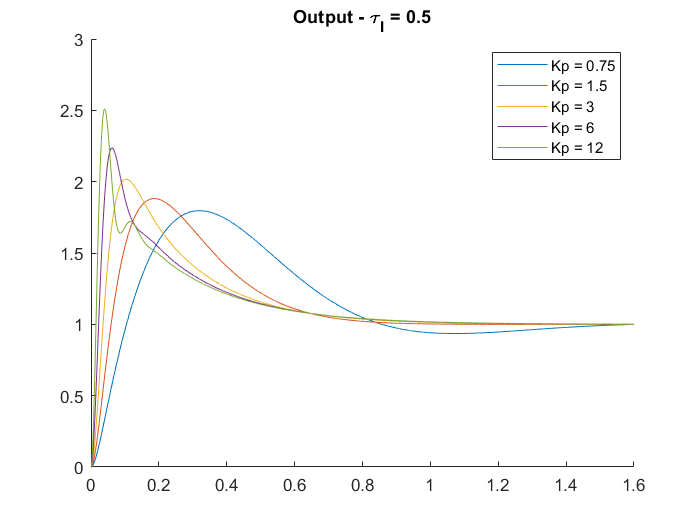 Output - τI = 0.5
3
2.5
2
1.5
1
0.5
0
0 0.2 0.4 0.6 0.8 1 1.2 1.4 1.6
Kp = 0.75
Kp = 1.5
Kp = 3
Kp = 6
Kp = 12